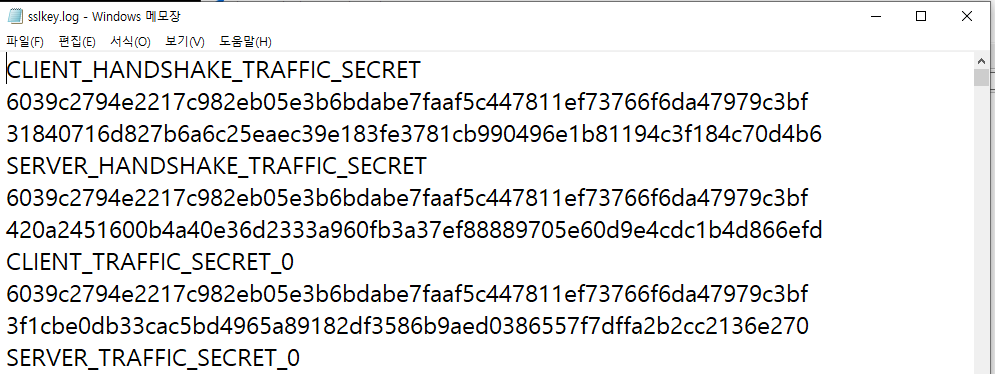 sslkey.log - Windows 메모장
파일(F) 편집(E) 서식(O) 보기(V) 도움말(H)
CLIENT_HANDSHAKE_TRAFFIC_SECRET
6039c2794e2217c982eb05e3b6bdabe7faaf5c447811ef73766f6da47979c3bf
31840716d827b6a6c25eaec39e183fe3781cb990496e1b81194c3f184c70d4b6
SERVER_HANDSHAKE_TRAFFIC_SECRET
6039c2794e2217c982eb05e3b6bdabe7faaf5c447811ef73766f6da47979c3bf
420a2451600b4a40e36d2333a960fb3a37ef88889705e60d9e4cdc1b4d866efd
CLIENT_TRAFFIC_SECRET_0
6039c2794e2217c982eb05e3b6bdabe7faaf5c447811ef73766f6da47979c3bf
3f1cbe0db33cac5bd4965a89182df3586b9aed0386557f7dffa2b2cc2136e270
SERVER_TRAFFIC_SECRET_0